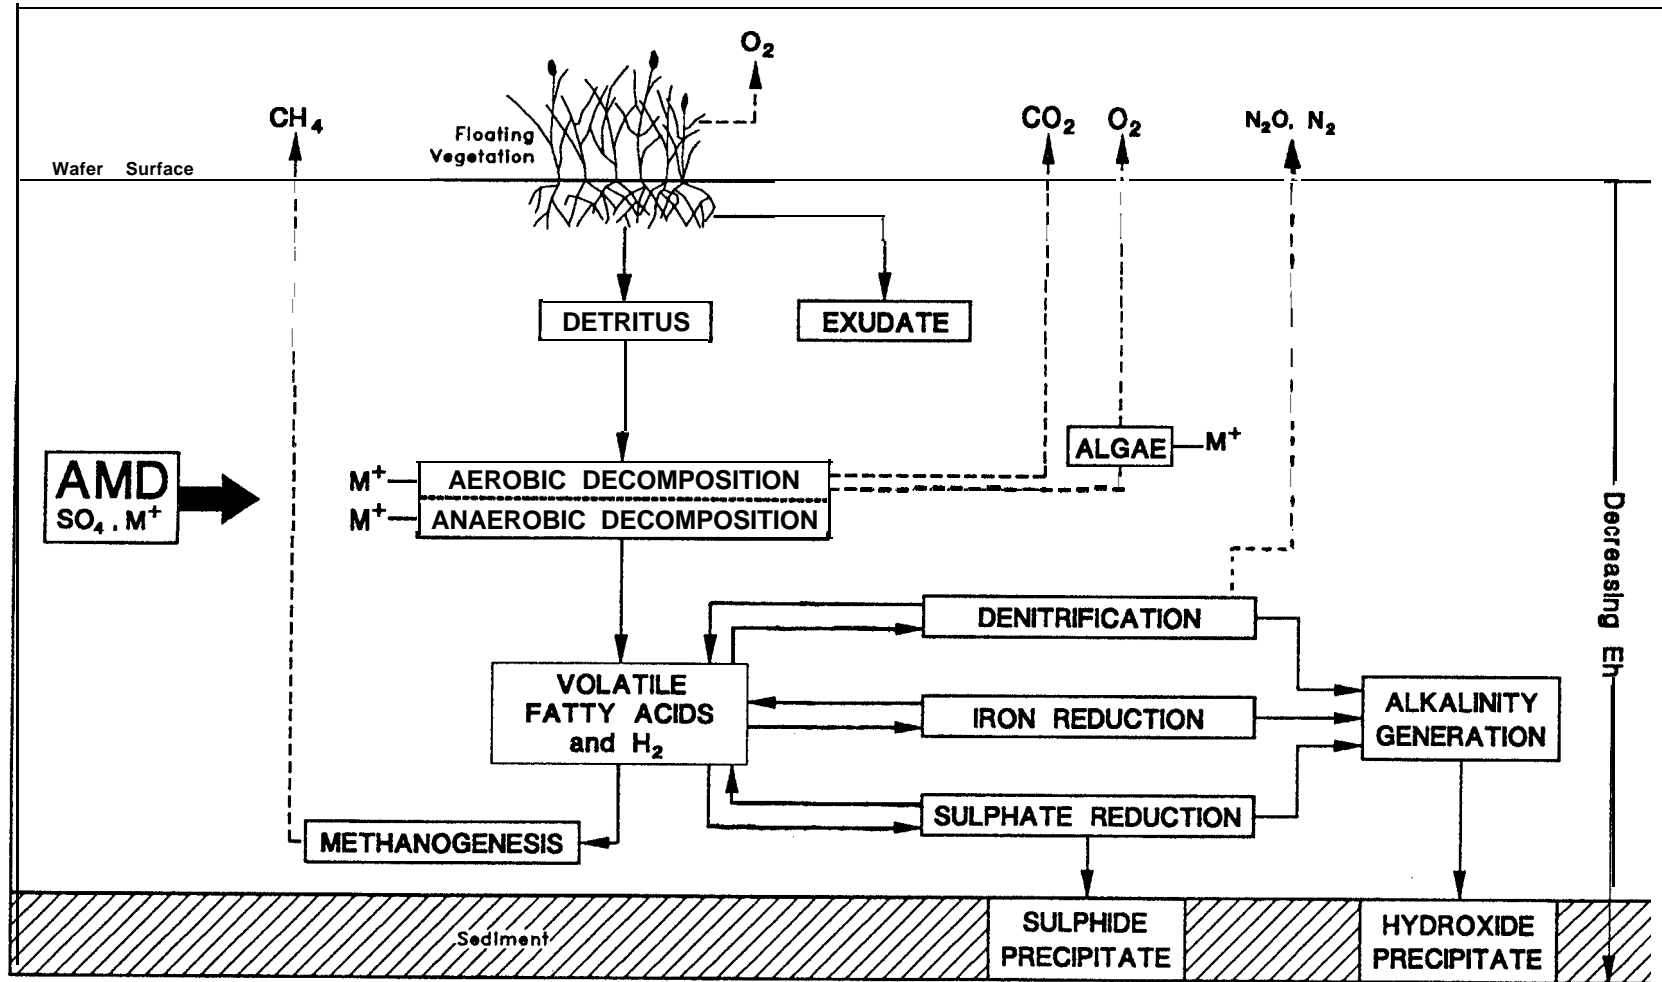 O₂
CH₄
Floating
Vegetation
CO₂ O₂
N₂O, N₂
Wafer Surface
DETRITUS
EXUDATE
ALGAE M⁺
AMD
SO₄, M⁺
M⁺ AEROBIC DECOMPOSITION
M⁺ ANAEROBIC DECOMPOSITION
Decreasing Eh
DENITRIFICATION
VOLATILE
FATTY ACIDS
and H₂
IRON REDUCTION
ALKALINITY
GENERATION
SULPHATE REDUCTION
METHANOGENESIS
Sediment
SULPHIDE
PRECIPITATE
HYDROXIDE
PRECIPITATE